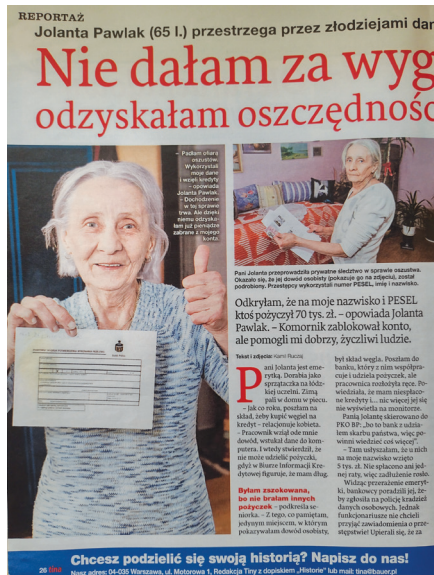 REPORTAŻ
Jolanta Pawlak (65 l.) przestrzega przez złodziejami dar
Nie dałam za wyg
odzyskałam oszczędnośc
– Padłam ofiarą
oszustów.
Wykorzystali
moje dane
i wzięli kredyty
– opowiada
Jolanta Pawlak.
– Dochodzenie
w tej sprawie
trwa. Ale dzięki
niemu odzyska-
łam już pieniądze
zabrane z mojego
konta.
Pani Jolanta przeprowadziła prywatne śledztwo w sprawie oszustwa.
Okazało się, że jej dowód osobisty (pokazuje go na zdjęciu), został
podrobiony. Przestępcy wykorzystali numer PESEL, imię i nazwisko.
Odkryłam, że na moje nazwisko i PESEL
ktoś pożyczył 70 tys. zł. – opowiada Jolanta
Pawlak. – Komornik zablokował konto,
ale pomogli mi dobrzy, życzliwi ludzie.
Tekst i zdjęcia: Kamil Ruczaj
Pani Jolanta jest eme-
rytką. Dorabia jako
sprzątaczka na łódz-
kiej uczelni. Zimą
pali w domu w piecu.
– Jak co roku, poszłam na
skład, żeby kupić węgiel na
kredyt – relacjonuje kobieta.
– Pracownik wziął ode mnie
dowód, wstukał dane do kom-
putera. I wtedy stwierdził, że
nie może udzielić pożyczki,
gdyż w Biurze Informacji Kre-
dytowej figuruje, że mam dług.
Byłam zszokowana,
bo nie brałam innych
pożyczek – podkreśla se-
niorka. – Z tego, co pamiętam,
jedynym miejscem, w którym
pokazywałam dowód osobisty,
był skład węgla. Poszłam do
banku, który z nim współpra-
cuje i udziela pożyczek, ale
pracownica rozłożyła ręce. Po-
wiedziała, że mam niespłaco-
ne kredyty i... nic więcej jej się
nie wyświetla na monitorze.
Panią Jolantę skierowano do
PKO BP: „bo to bank z udzia-
łem skarbu państwa, więc po-
winni wiedzieć coś więcej”.
– Tam usłyszałam, że u nich
na moje nazwisko wzięto
5 tys. zł. Nie spłacono ani jed-
nej raty, więc zadłużenie rosło.
Widząc przerażenie emery-
tki, bankowcy poradzili jej, że-
by zgłosiła na policję kradzież
danych osobowych. Jednak
funkcjonariusze nie chcieli
przyjąć zawiadomienia o prze-
stępstwie! Upierali się, że za
Chcesz podzielić się swoją historią? Napisz do nas!
26 tina
Nasz adres: 04-035 Warszawa, ul. Motorowa 1, Redakcja Tiny z dopiskiem „Historie” lub mail: tina@bauer.pl